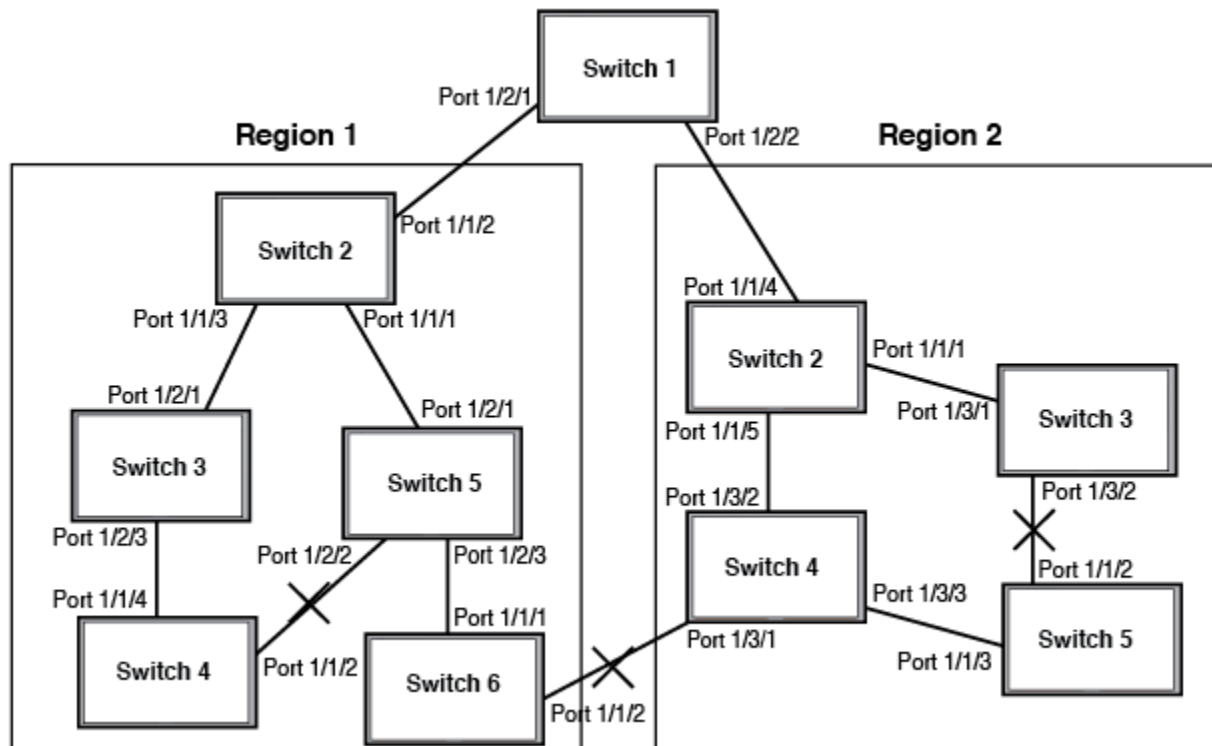 Switch 1
Port 1/2/1
Region 1
Port 1/2/2
Region 2
Switch 2
Port 1/1/2
Port 1/1/3
Port 1/1/1
Port 1/1/4
Switch 2
Port 1/1/1
Port 1/2/1
Port 1/2/1
Port 1/3/1
Switch 3
Port 1/1/5
Switch 3
Switch 5
Port 1/3/2
Port 1/3/2
Port 1/2/3
Port 1/2/2
Port 1/2/3
Switch 4
Port 1/1/2
Port 1/1/4
Port 1/1/1
Port 1/3/3
Port 1/3/1
Switch 5
Switch 4
Port 1/1/2
Switch 6
Port 1/1/3
Port 1/1/2